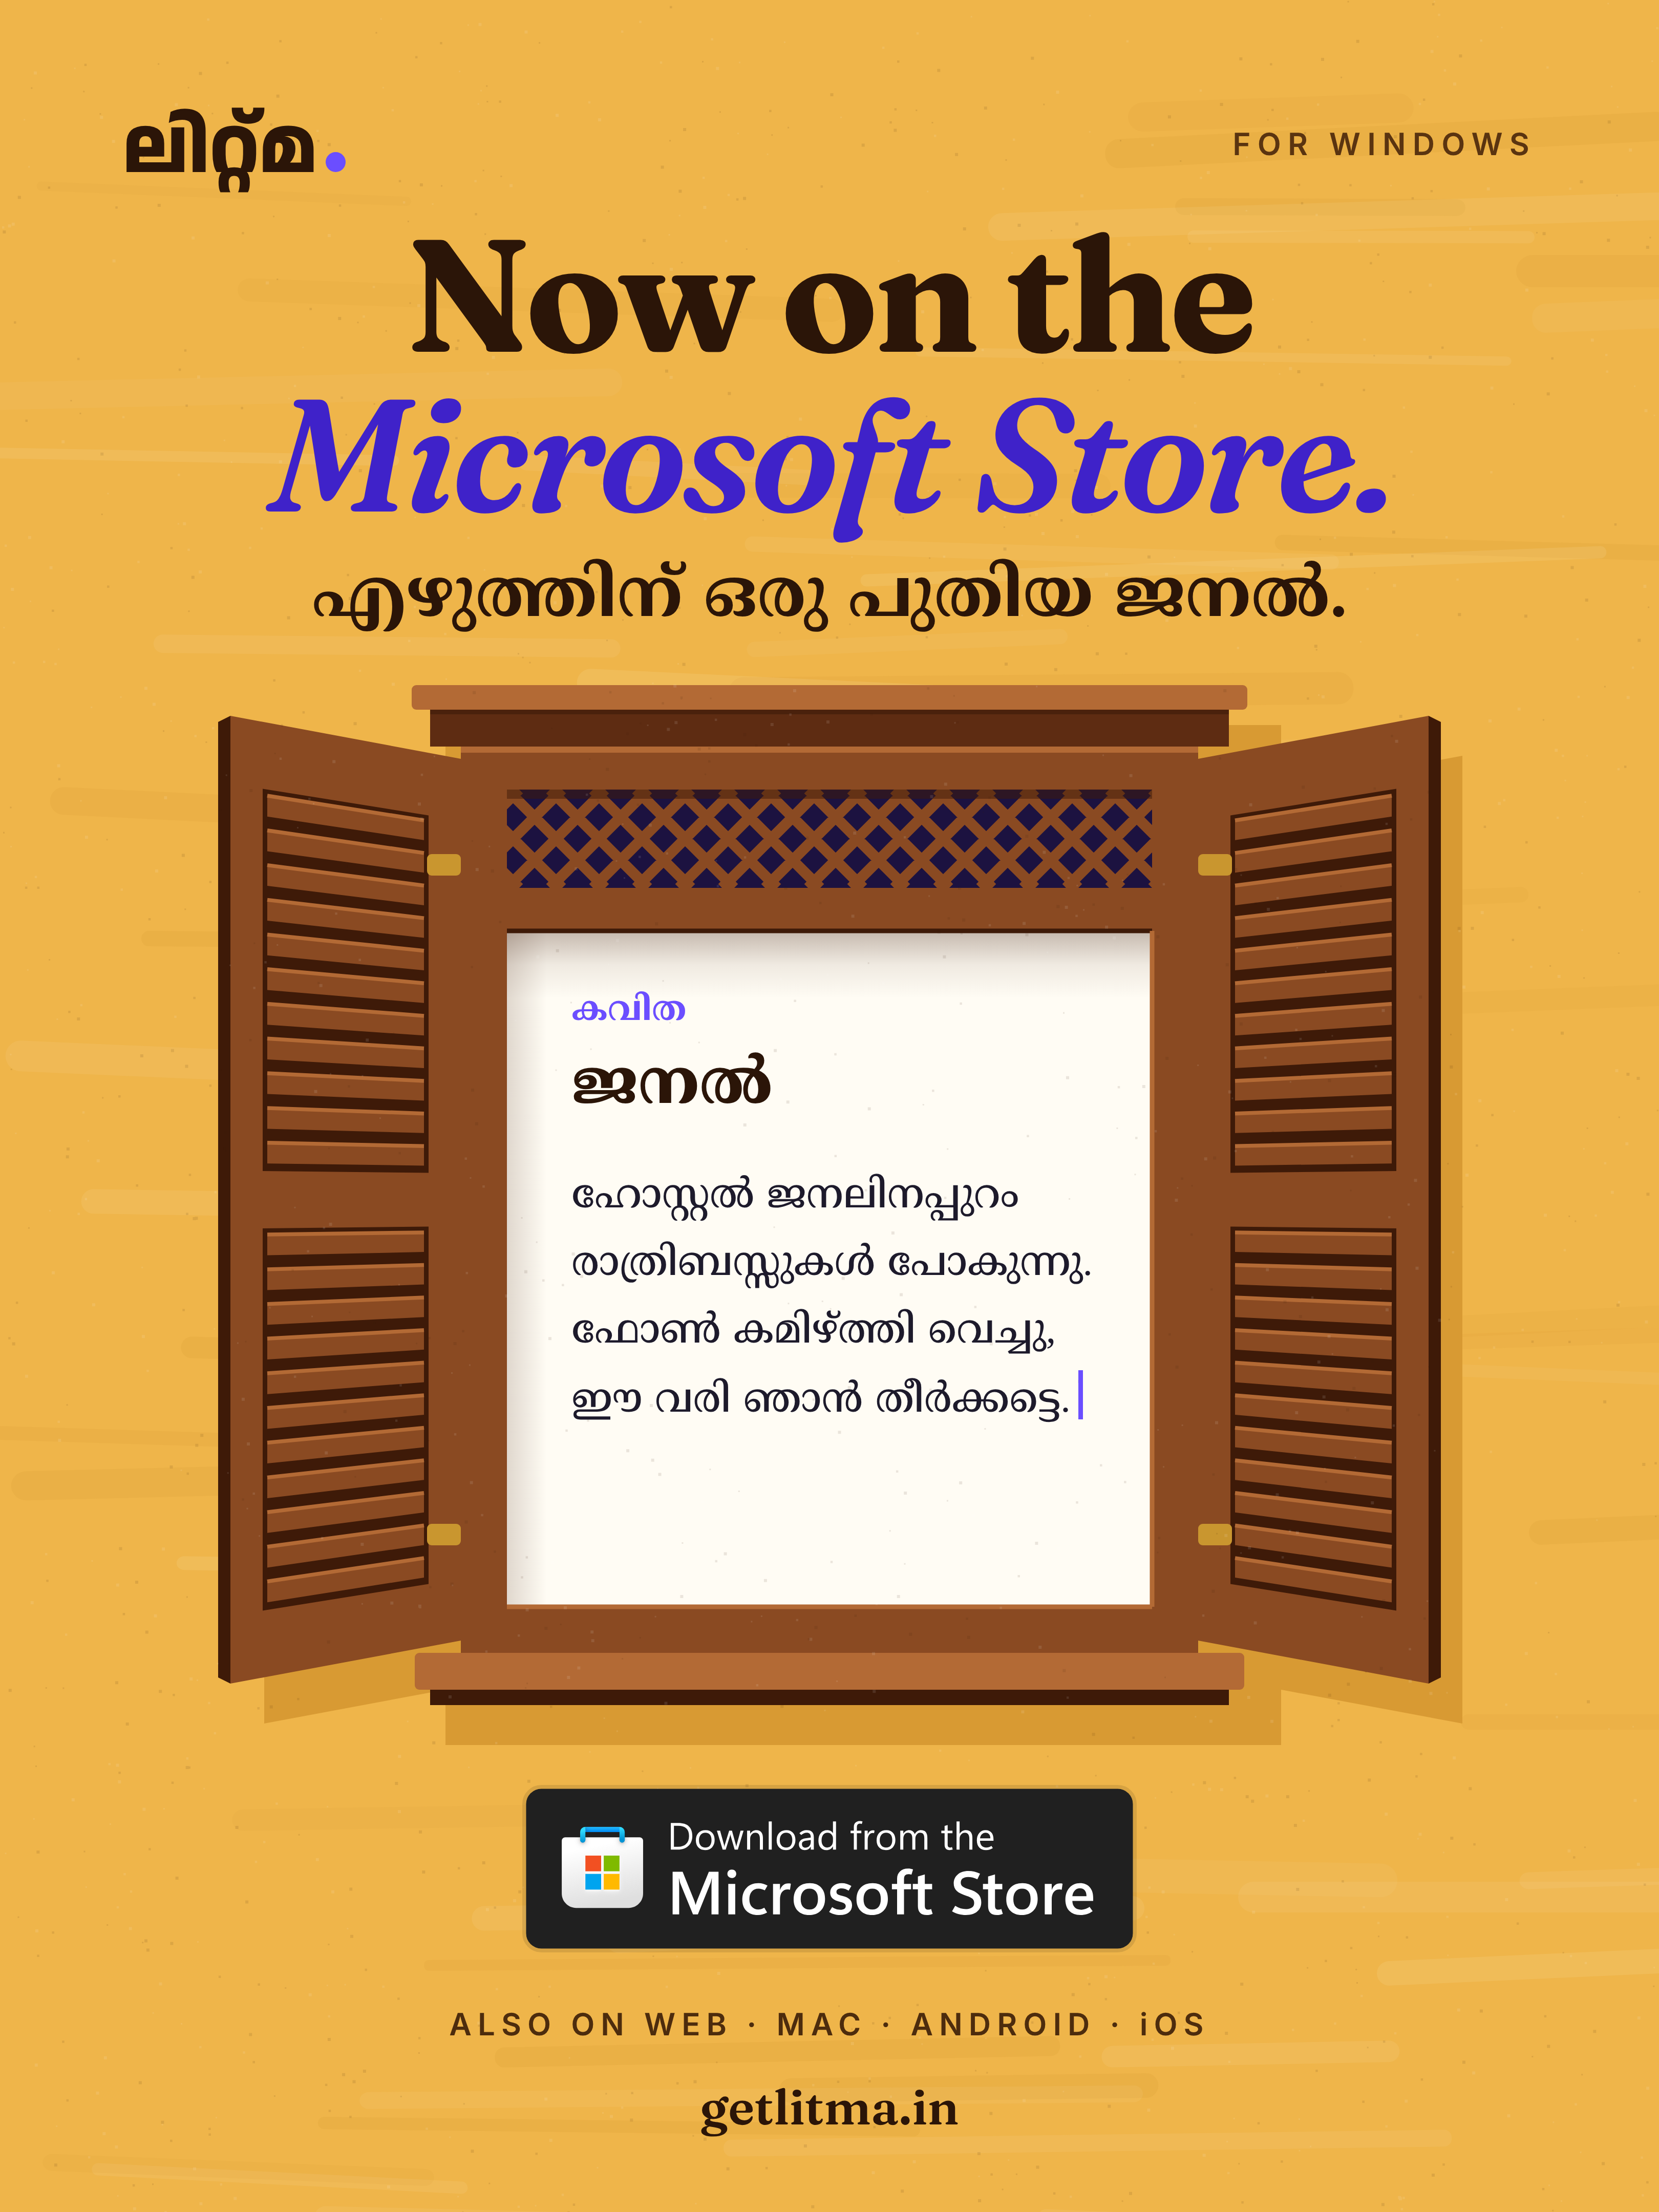 ലിറ്റ്മ.
FOR WINDOWS
Now on the
Microsoft Store.
എഴുത്തിന് ഒരു പുതിയ ജനൽ.
കവിത
ജനൽ
ഹോസ്റ്റൽ ജനലിനപ്പുറം
രാത്രിബസ്സുകൾ പോകുന്നു.
ഫോൺ കമിഴ്ത്തി വെച്ചു,
ഈ വരി ഞാൻ തീർക്കട്ടെ.
Download from the
Microsoft Store
ALSO ON WEB · MAC · ANDROID · iOS
getlitma.in